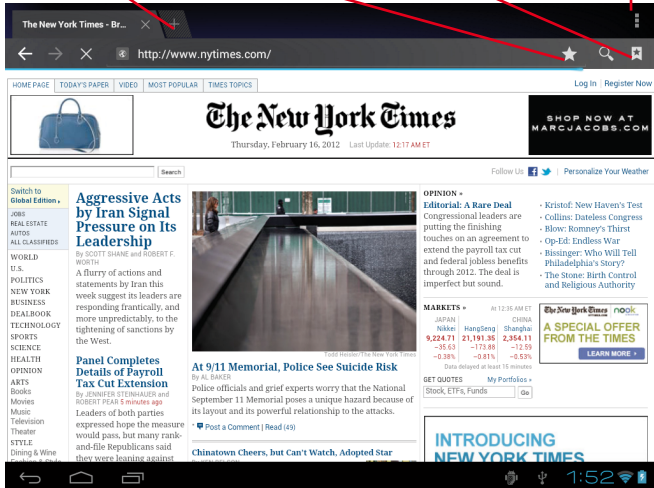 The New York Times - Br...
http://www.nytimes.com/
HOME PAGE TODAY'S PAPER VIDEO MOST POPULAR TIMES TOPICS
Log In Register Now
The New York Times
Thursday, February 16, 2012 Last Update: 12:17 AM ET
SHOP NOW AT
MARCJACOBS.COM
Search
Follow Us
Personalize Your Weather
Switch to
Global Edition
JOBS
REAL ESTATE
AUTOS
ALL CLASSIFIEDS
WORLD
U.S.
POLITICS
NEW YORK
BUSINESS
DEALBOOK
TECHNOLOGY
SPORTS
SCIENCE
HEALTH
OPINION
ARTS
Books
Movies
Music
Television
Theater
STYLE
Dining & Wine
Fashion & Style
Aggressive Acts
by Iran Signal
Pressure on Its
Leadership
By SCOTT SHANE and ROBERT F.
WORTH
A flurry of actions and
statements by Iran this
week suggest its leaders are
responding frantically, and
more unpredictably, to the
tightening of sanctions by
the West.
Panel Completes
Details of Payroll
Tax Cut Extension
By JENNIFER STEINHAUER and
ROBERT PEAR 5 minutes ago
Leaders of both parties
expressed hope the measure
would pass, but many rank-
and-file Republicans said
they were leaning against
Todd Heisler/The New York Times
At 9/11 Memorial, Police See Suicide Risk
By AL BAKER
Police officials and grief experts worry that the National
September 11 Memorial poses a unique hazard because of
its layout and its powerful relationship to the attacks.
Post a Comment | Read (49)
Chinatown Cheers, but Can't Watch, Adopted Star
OPINION »
Editorial: A Rare Deal
Congressional leaders are
putting the finishing
touches on an agreement to
extend the payroll tax cut
and federal jobless benefits
through 2012. The deal is
imperfect but sound.
• Kristof: New Haven's Test
• Collins: Dateless Congress
• Blow: Romney's Thirst
• Op-Ed: Endless War
• Bissinger: Who Will Tell
Philadelphia's Story?
• The Stone: Birth Control
and Religious Authority
MARKETS »
At 12:35 AM ET
JAPAN CHINA
Nikkei HangSeng Shanghai
9,224.71 21,191.35 2,354.11
−35.63 −173.88 −12.59
−0.38% −0.81% −0.53%
Data delayed at least 15 minutes
GET QUOTES My Portfolios »
Stock, ETFs, Funds Go
The New York Times nook
A SPECIAL OFFER
FROM THE TIMES
LEARN MORE
INTRODUCING
NEW YORK TIMES
1:52